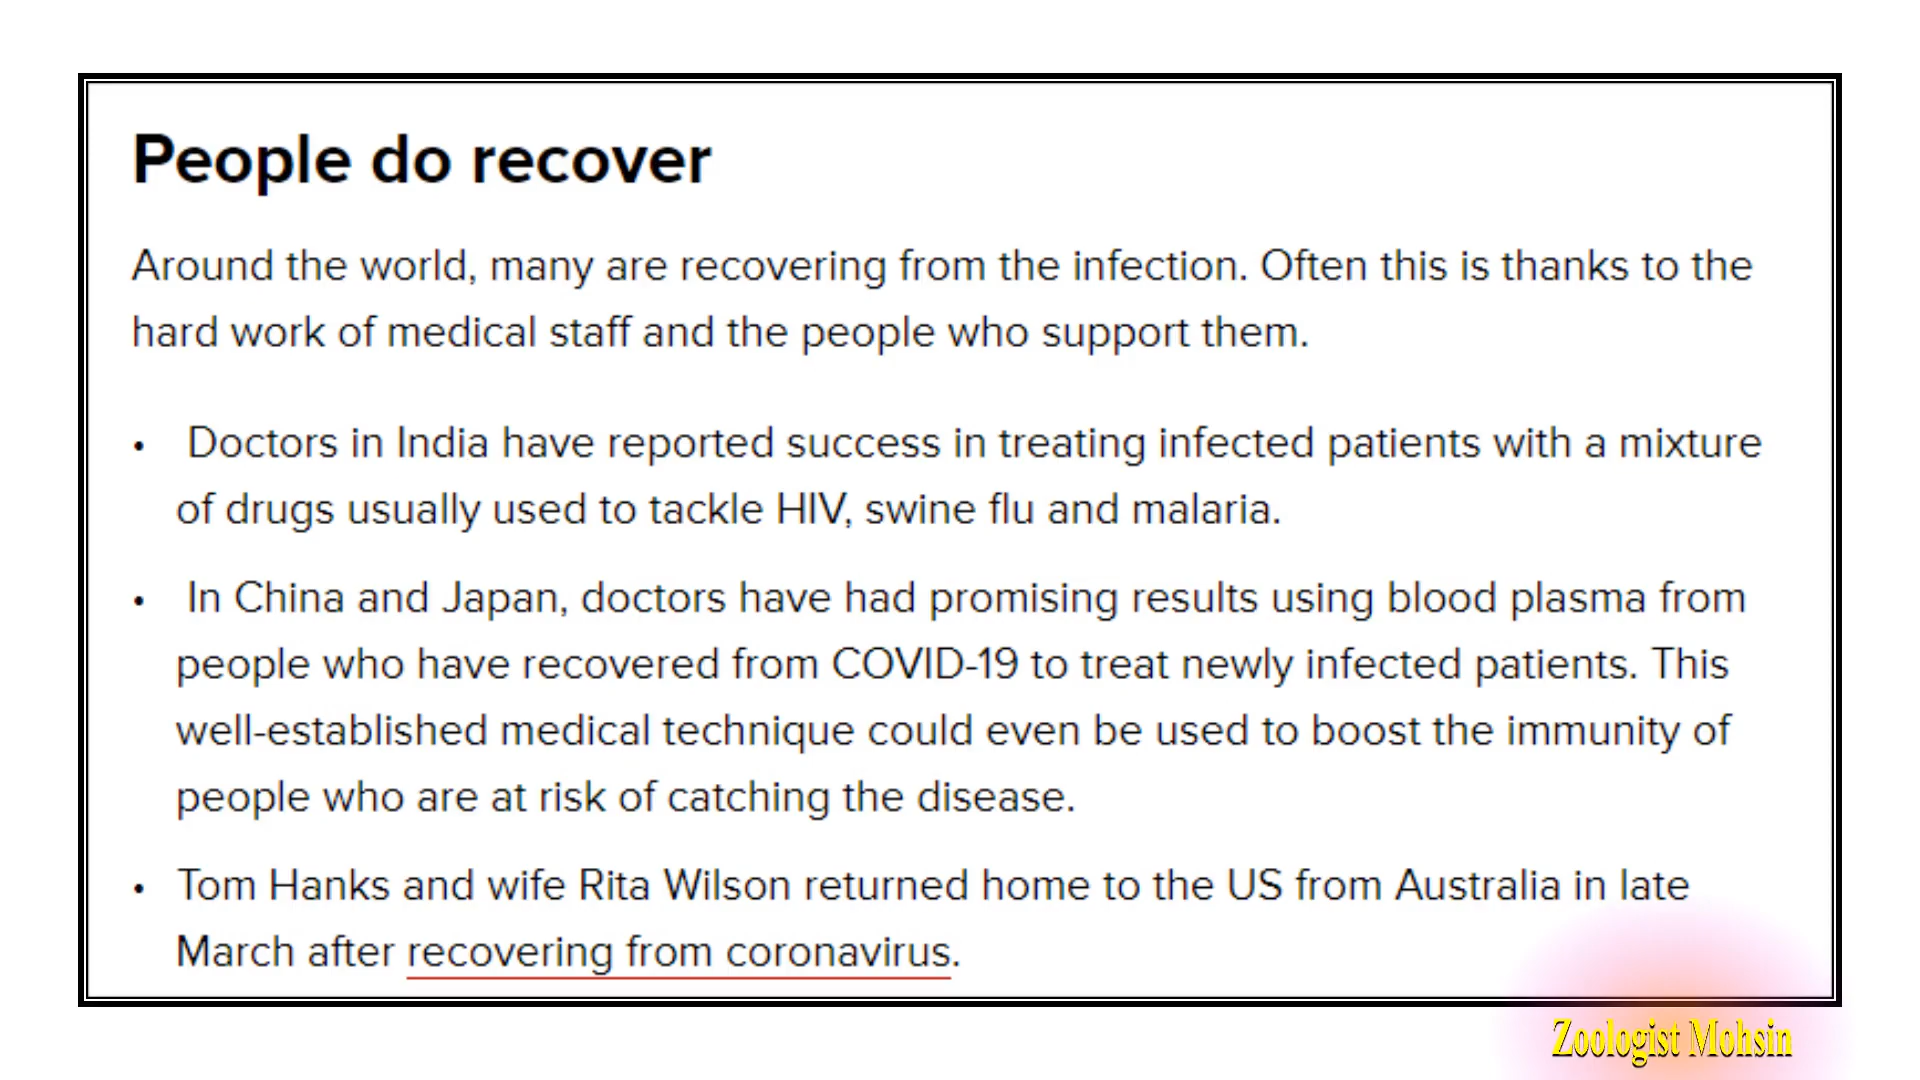 People do recover
Around the world, many are recovering from the infection. Often this is thanks to the
hard work of medical staff and the people who support them.
• Doctors in India have reported success in treating infected patients with a mixture
of drugs usually used to tackle HIV, swine flu and malaria.
• In China and Japan, doctors have had promising results using blood plasma from
people who have recovered from COVID-19 to treat newly infected patients. This
well-established medical technique could even be used to boost the immunity of
people who are at risk of catching the disease.
• Tom Hanks and wife Rita Wilson returned home to the US from Australia in late
March after recovering from coronavirus.
Zoologist Mohsin